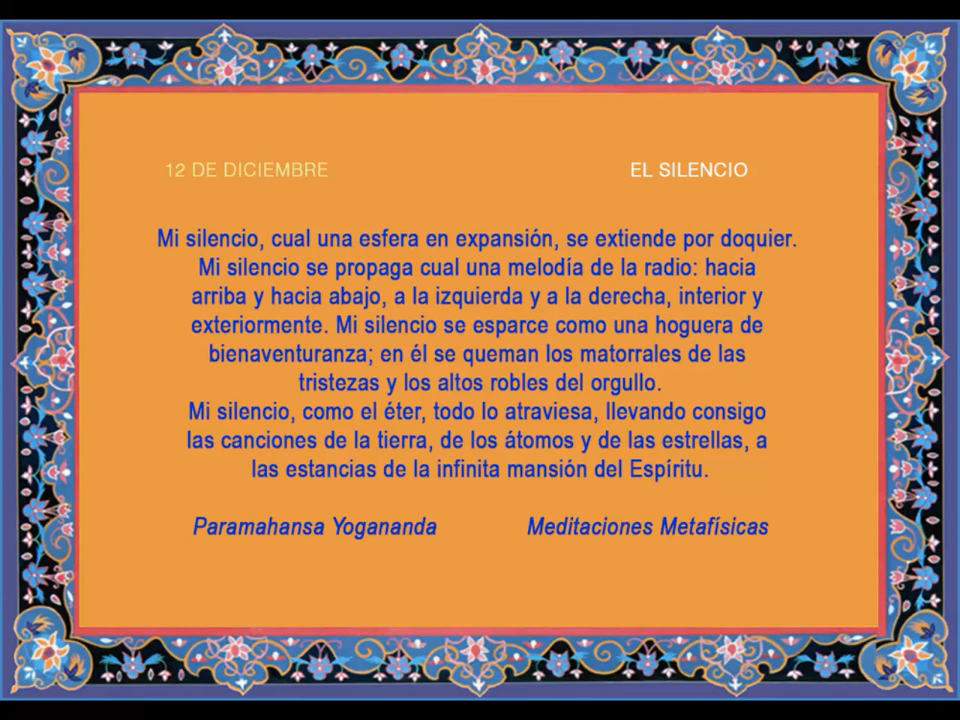 12 DE DICIEMBRE EL SILENCIO
Mi silencio, cual una esfera en expansión, se extiende por doquier.
Mi silencio se propaga cual una melodía de la radio: hacia
arriba y hacia abajo, a la izquierda y a la derecha, interior y
exteriormente. Mi silencio se esparce como una hoguera de
bienaventuranza; en él se queman los matorrales de las
tristezas y los altos robles del orgullo.
Mi silencio, como el éter, todo lo atraviesa, llevando consigo
las canciones de la tierra, de los átomos y de las estrellas, a
las estancias de la infinita mansión del Espíritu.
Paramahansa Yogananda Meditaciones Metafísicas